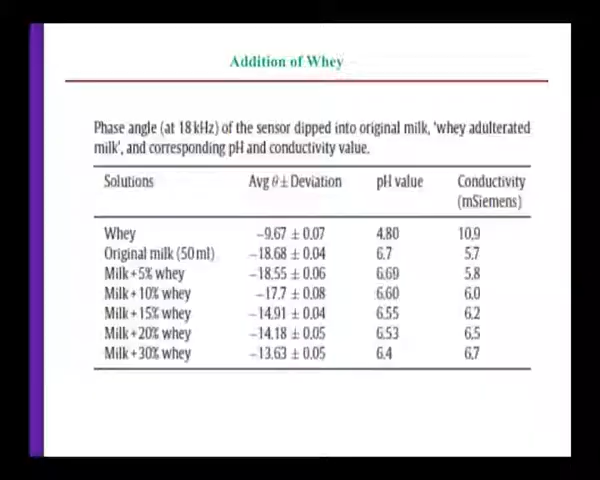 Addition of Whey
Phase angle (at 18 kHz) of the sensor dipped into original milk, 'whey adulterated
milk', and corresponding pH and conductivity value.
Solutions Avg θ ± Deviation pH value Conductivity
(mSiemens)
Whey −9.67 ± 0.07 4.80 10.9
Original milk (50 ml) −18.68 ± 0.04 6.7 5.7
Milk + 5% whey −18.55 ± 0.06 6.69 5.8
Milk + 10% whey −17.7 ± 0.08 6.60 6.0
Milk + 15% whey −14.91 ± 0.04 6.55 6.2
Milk + 20% whey −14.18 ± 0.05 6.53 6.5
Milk + 30% whey −13.63 ± 0.05 6.4 6.7